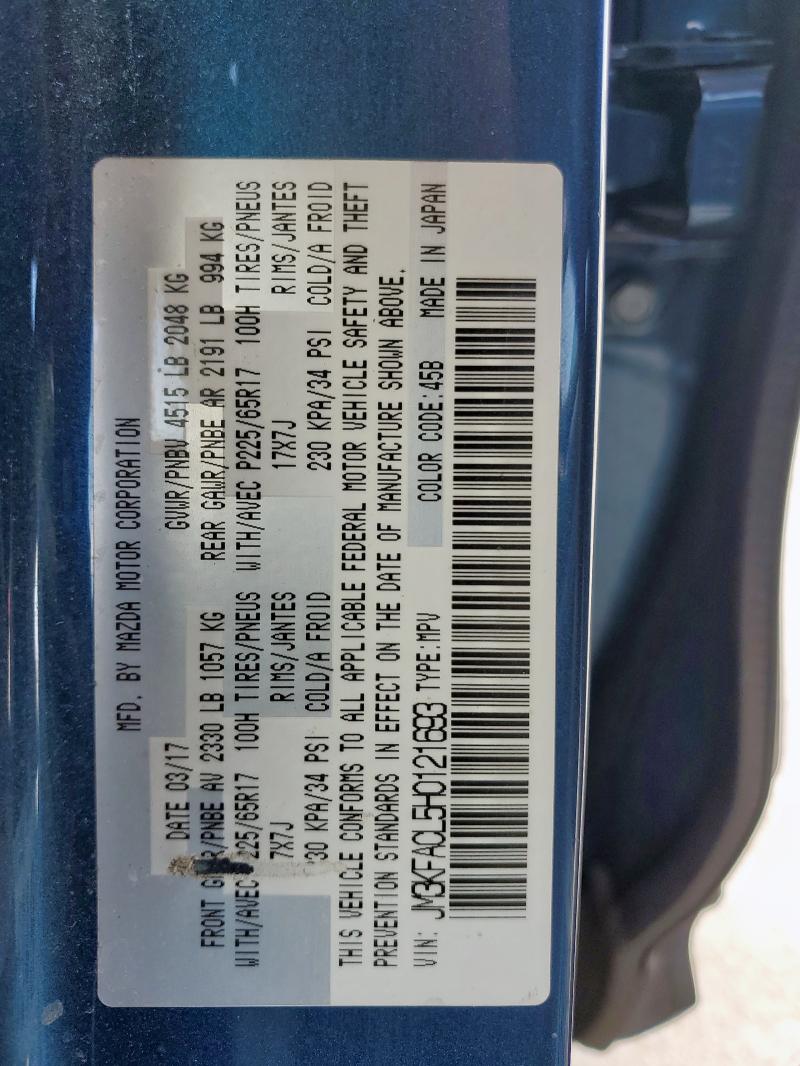 MFD. BY MAZDA MOTOR CORPORATION
DATE 03/17 GVWR/PNBV 4515 LB 2048 KG
FRONT PNBE AV 2330 LB 1057 KG REAR GAWR/PNBE AR 2191 LB 994 KG
WITH/AVEC 225/65R17 100H TIRES/PNEUS WITH/AVEC P225/65R17 100H TIRES/PNEUS
7X7J RIMS/JANTES 17X7J RIMS/JANTES
30 KPA/34 PSI COLD/A FROID 230 KPA/34 PSI COLD/A FROID
THIS VEHICLE CONFORMS TO ALL APPLICABLE FEDERAL MOTOR VEHICLE SAFETY AND THEFT
PREVENTION STANDARDS IN EFFECT ON THE DATE OF MANUFACTURE SHOWN ABOVE.
VIN: JM3KFACL5H0121693 TYPE:MPV COLOR CODE:45B MADE IN JAPAN